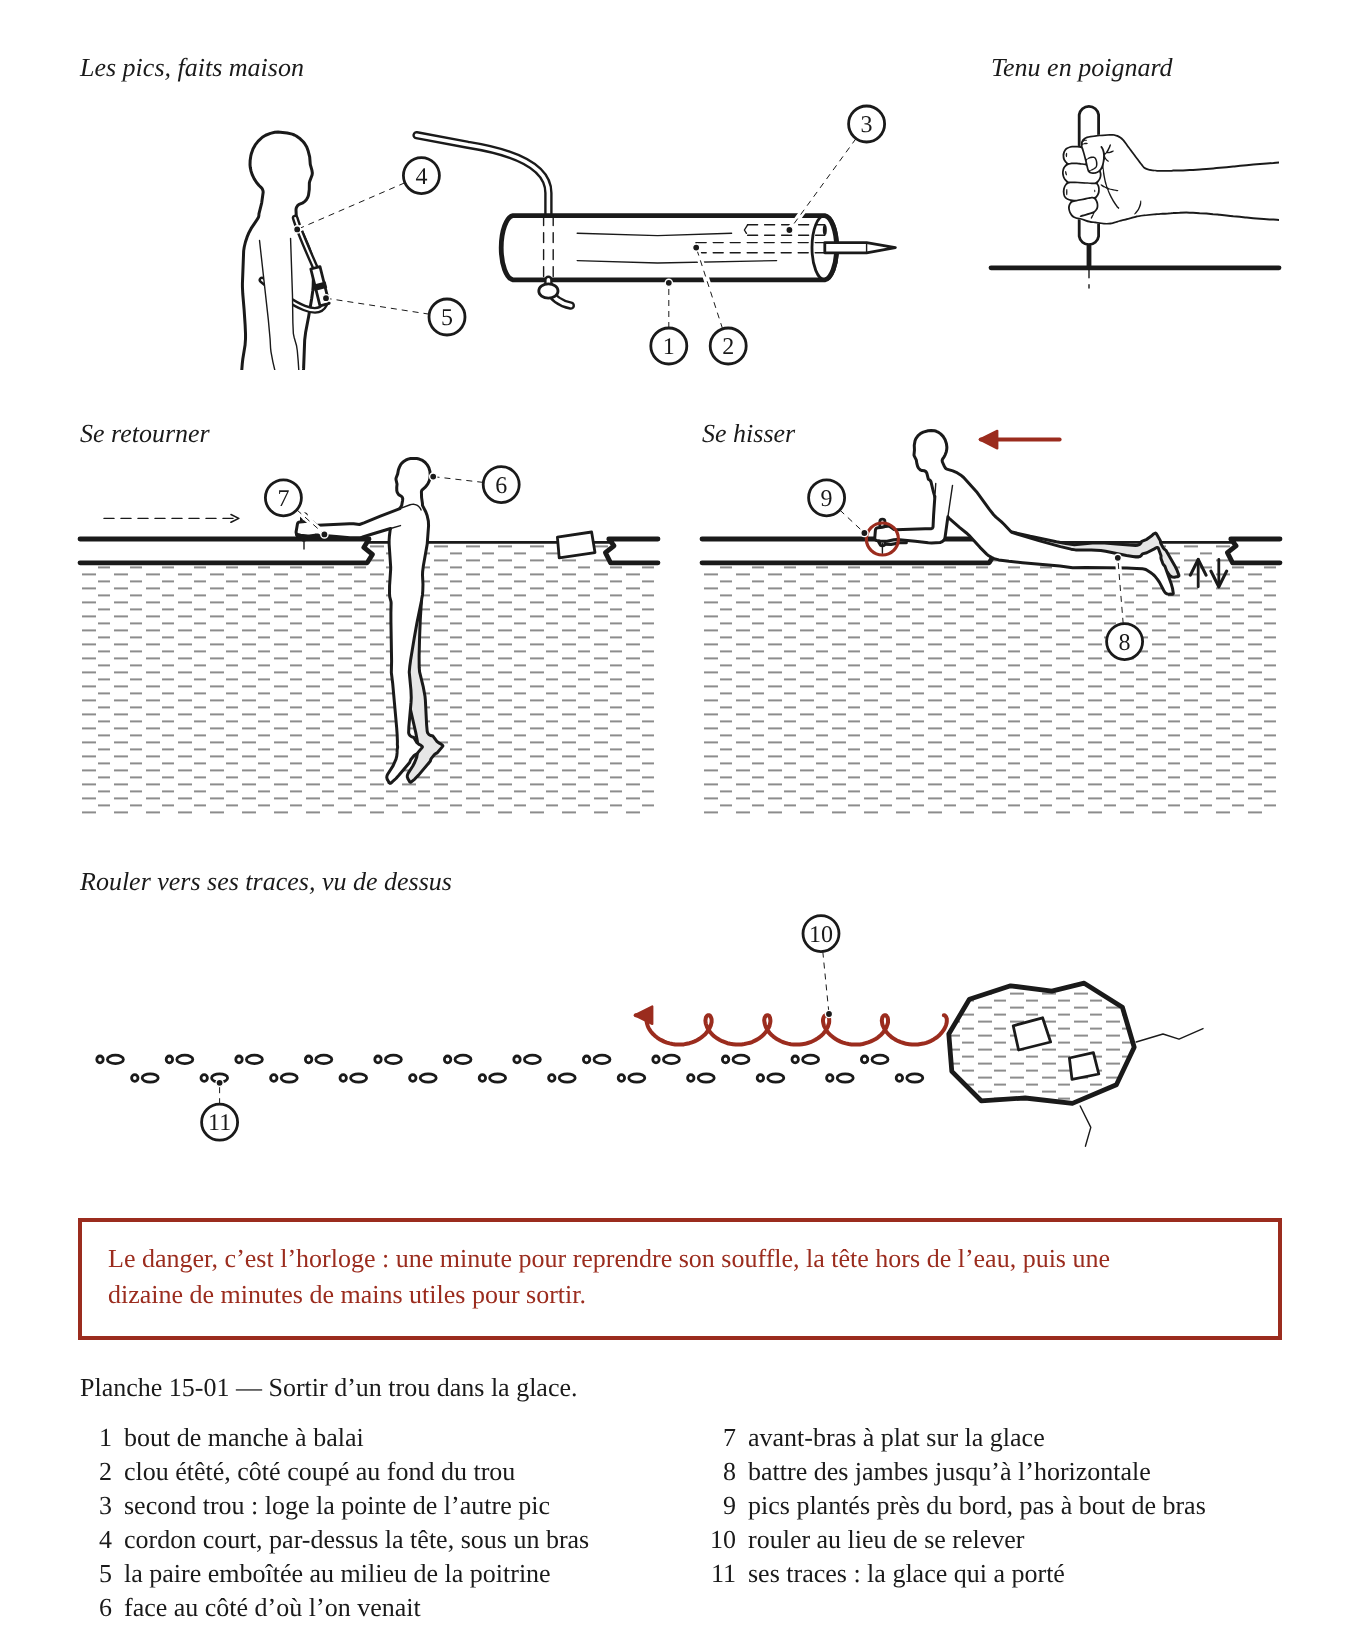 Les pics, faits maison
Tenu en poignard
3
4
5
1
2
Se retourner
Se hisser
7
6
9
8
Rouler vers ses traces, vu de dessus
10
11
Le danger, c’est l’horloge : une minute pour reprendre son souffle, la tête hors de l’eau, puis une
dizaine de minutes de mains utiles pour sortir.
Planche 15-01 — Sortir d’un trou dans la glace.
1 bout de manche à balai
2 clou étêté, côté coupé au fond du trou
3 second trou : loge la pointe de l’autre pic
4 cordon court, par-dessus la tête, sous un bras
5 la paire emboîtée au milieu de la poitrine
6 face au côté d’où l’on venait
7 avant-bras à plat sur la glace
8 battre des jambes jusqu’à l’horizontale
9 pics plantés près du bord, pas à bout de bras
10 rouler au lieu de se relever
11 ses traces : la glace qui a porté